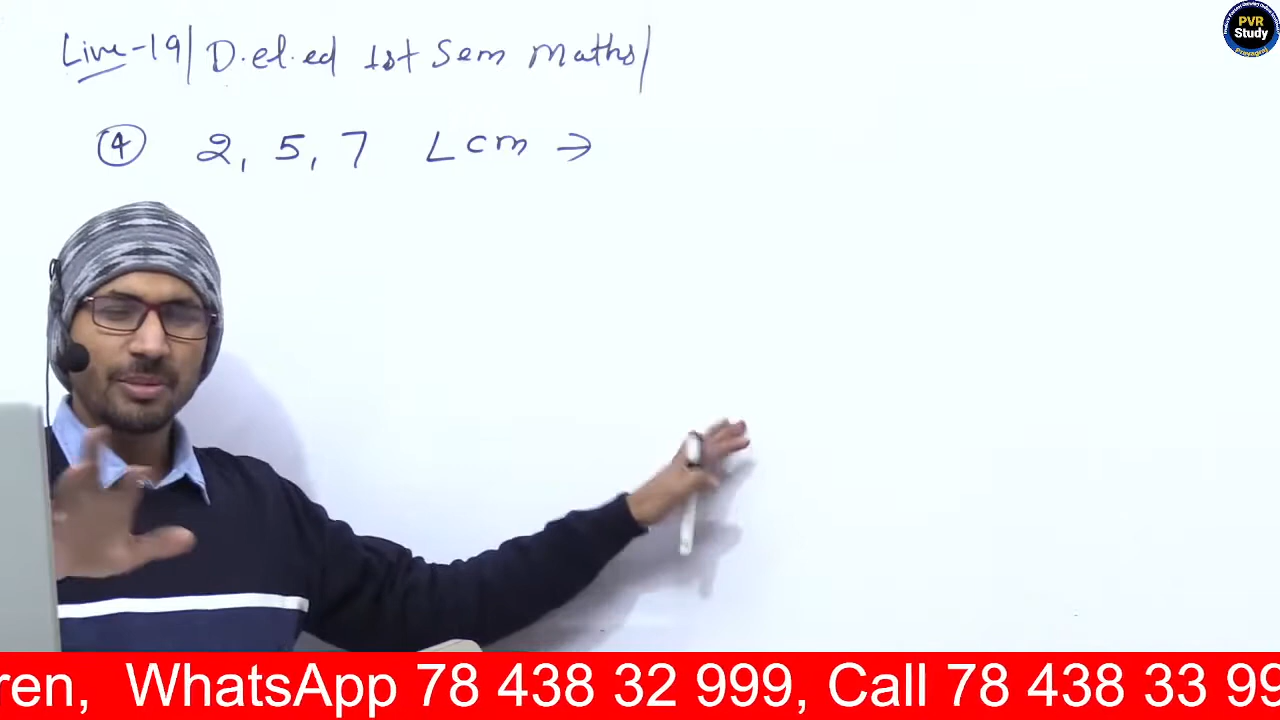 Live-19| D.el.ed 1st Sem Maths|
④ 2, 5, 7 Lcm →
PVR
Study
Prayagraj
ren, WhatsApp 78 438 32 999, Call 78 438 33 99